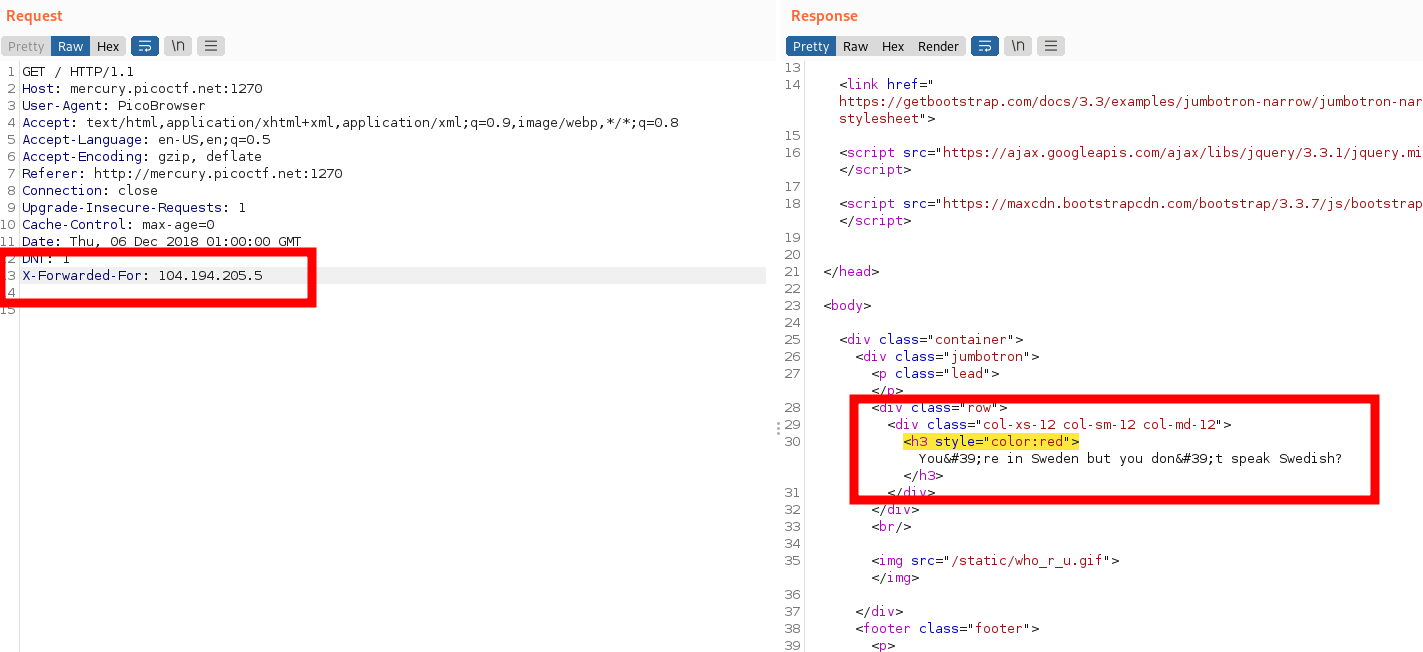 Request
Pretty Raw Hex \n
1 GET / HTTP/1.1
2 Host: mercury.picoctf.net:1270
3 User-Agent: PicoBrowser
4 Accept: text/html,application/xhtml+xml,application/xml;q=0.9,image/webp,*/*;q=0.8
5 Accept-Language: en-US,en;q=0.5
6 Accept-Encoding: gzip, deflate
7 Referer: http://mercury.picoctf.net:1270
8 Connection: close
9 Upgrade-Insecure-Requests: 1
10 Cache-Control: max-age=0
11 Date: Thu, 06 Dec 2018 01:00:00 GMT
2 DNT: 1
3 X-Forwarded-For: 104.194.205.5
4
15
Response
Pretty Raw Hex Render \n
13
14 <link href="
https://getbootstrap.com/docs/3.3/examples/jumbotron-narrow/jumbotron-nar
stylesheet">
15
16 <script src="https://ajax.googleapis.com/ajax/libs/jquery/3.3.1/jquery.mi
</script>
17
18 <script src="https://maxcdn.bootstrapcdn.com/bootstrap/3.3.7/js/bootstrap
</script>
19
20
21 </head>
22
23 <body>
24
25 <div class="container">
26 <div class="jumbotron">
27 <p class="lead">
</p>
28 <div class="row">
29 <div class="col-xs-12 col-sm-12 col-md-12">
30 <h3 style="color:red">
You&#39;re in Sweden but you don&#39;t speak Swedish?
</h3>
31 </div>
32 </div>
33 <br/>
34
35 <img src="/static/who_r_u.gif">
</img>
36
37 </div>
38 <footer class="footer">
39 <p>